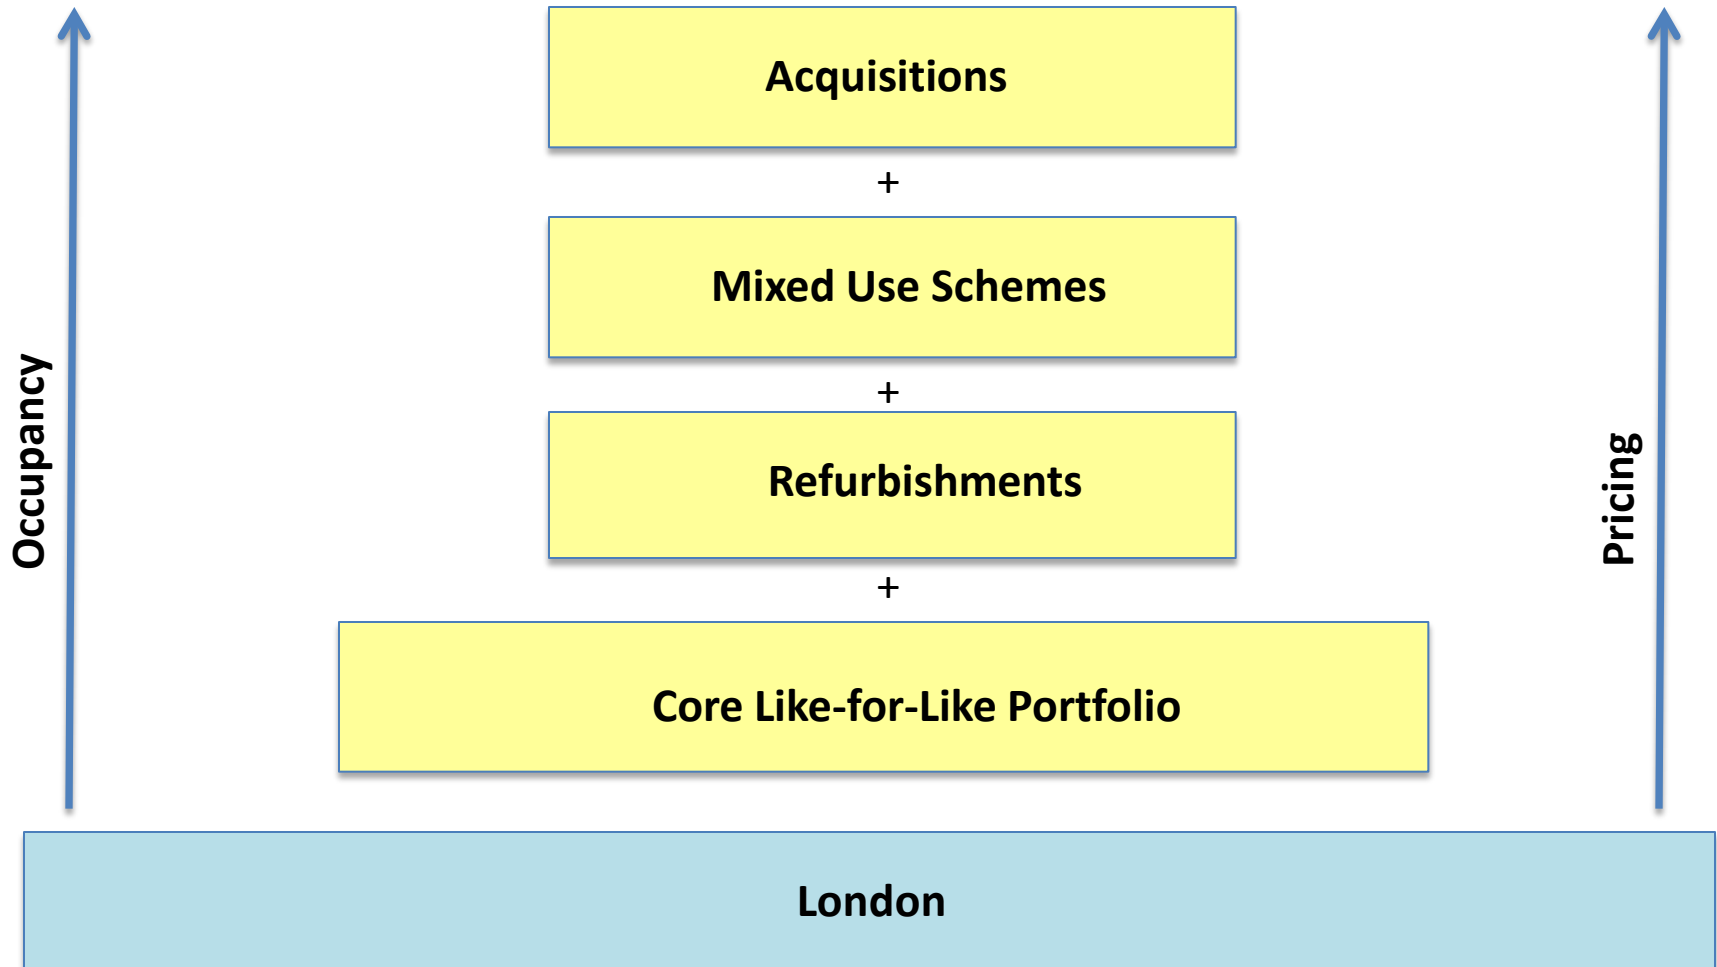 Acquisitions
+
Mixed Use Schemes
+
Refurbishments
+
Core Like-for-Like Portfolio
London
Occupancy
Pricing